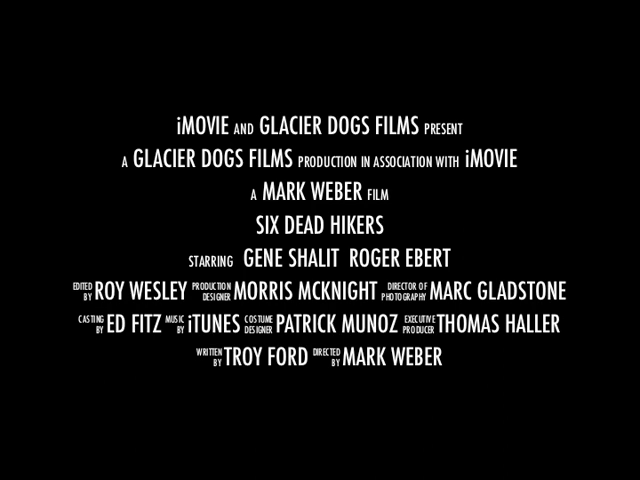 iMOVIE AND GLACIER DOGS FILMS PRESENT
A GLACIER DOGS FILMS PRODUCTION IN ASSOCIATION WITH iMOVIE
A MARK WEBER FILM
SIX DEAD HIKERS
STARRING GENE SHALIT ROGER EBERT
EDITED BY ROY WESLEY PRODUCTION DESIGNER MORRIS MCKNIGHT DIRECTOR OF PHOTOGRAPHY MARC GLADSTONE
CASTING BY ED FITZ MUSIC BY iTUNES COSTUME DESIGNER PATRICK MUNOZ EXECUTIVE PRODUCER THOMAS HALLER
WRITTEN BY TROY FORD DIRECTED BY MARK WEBER